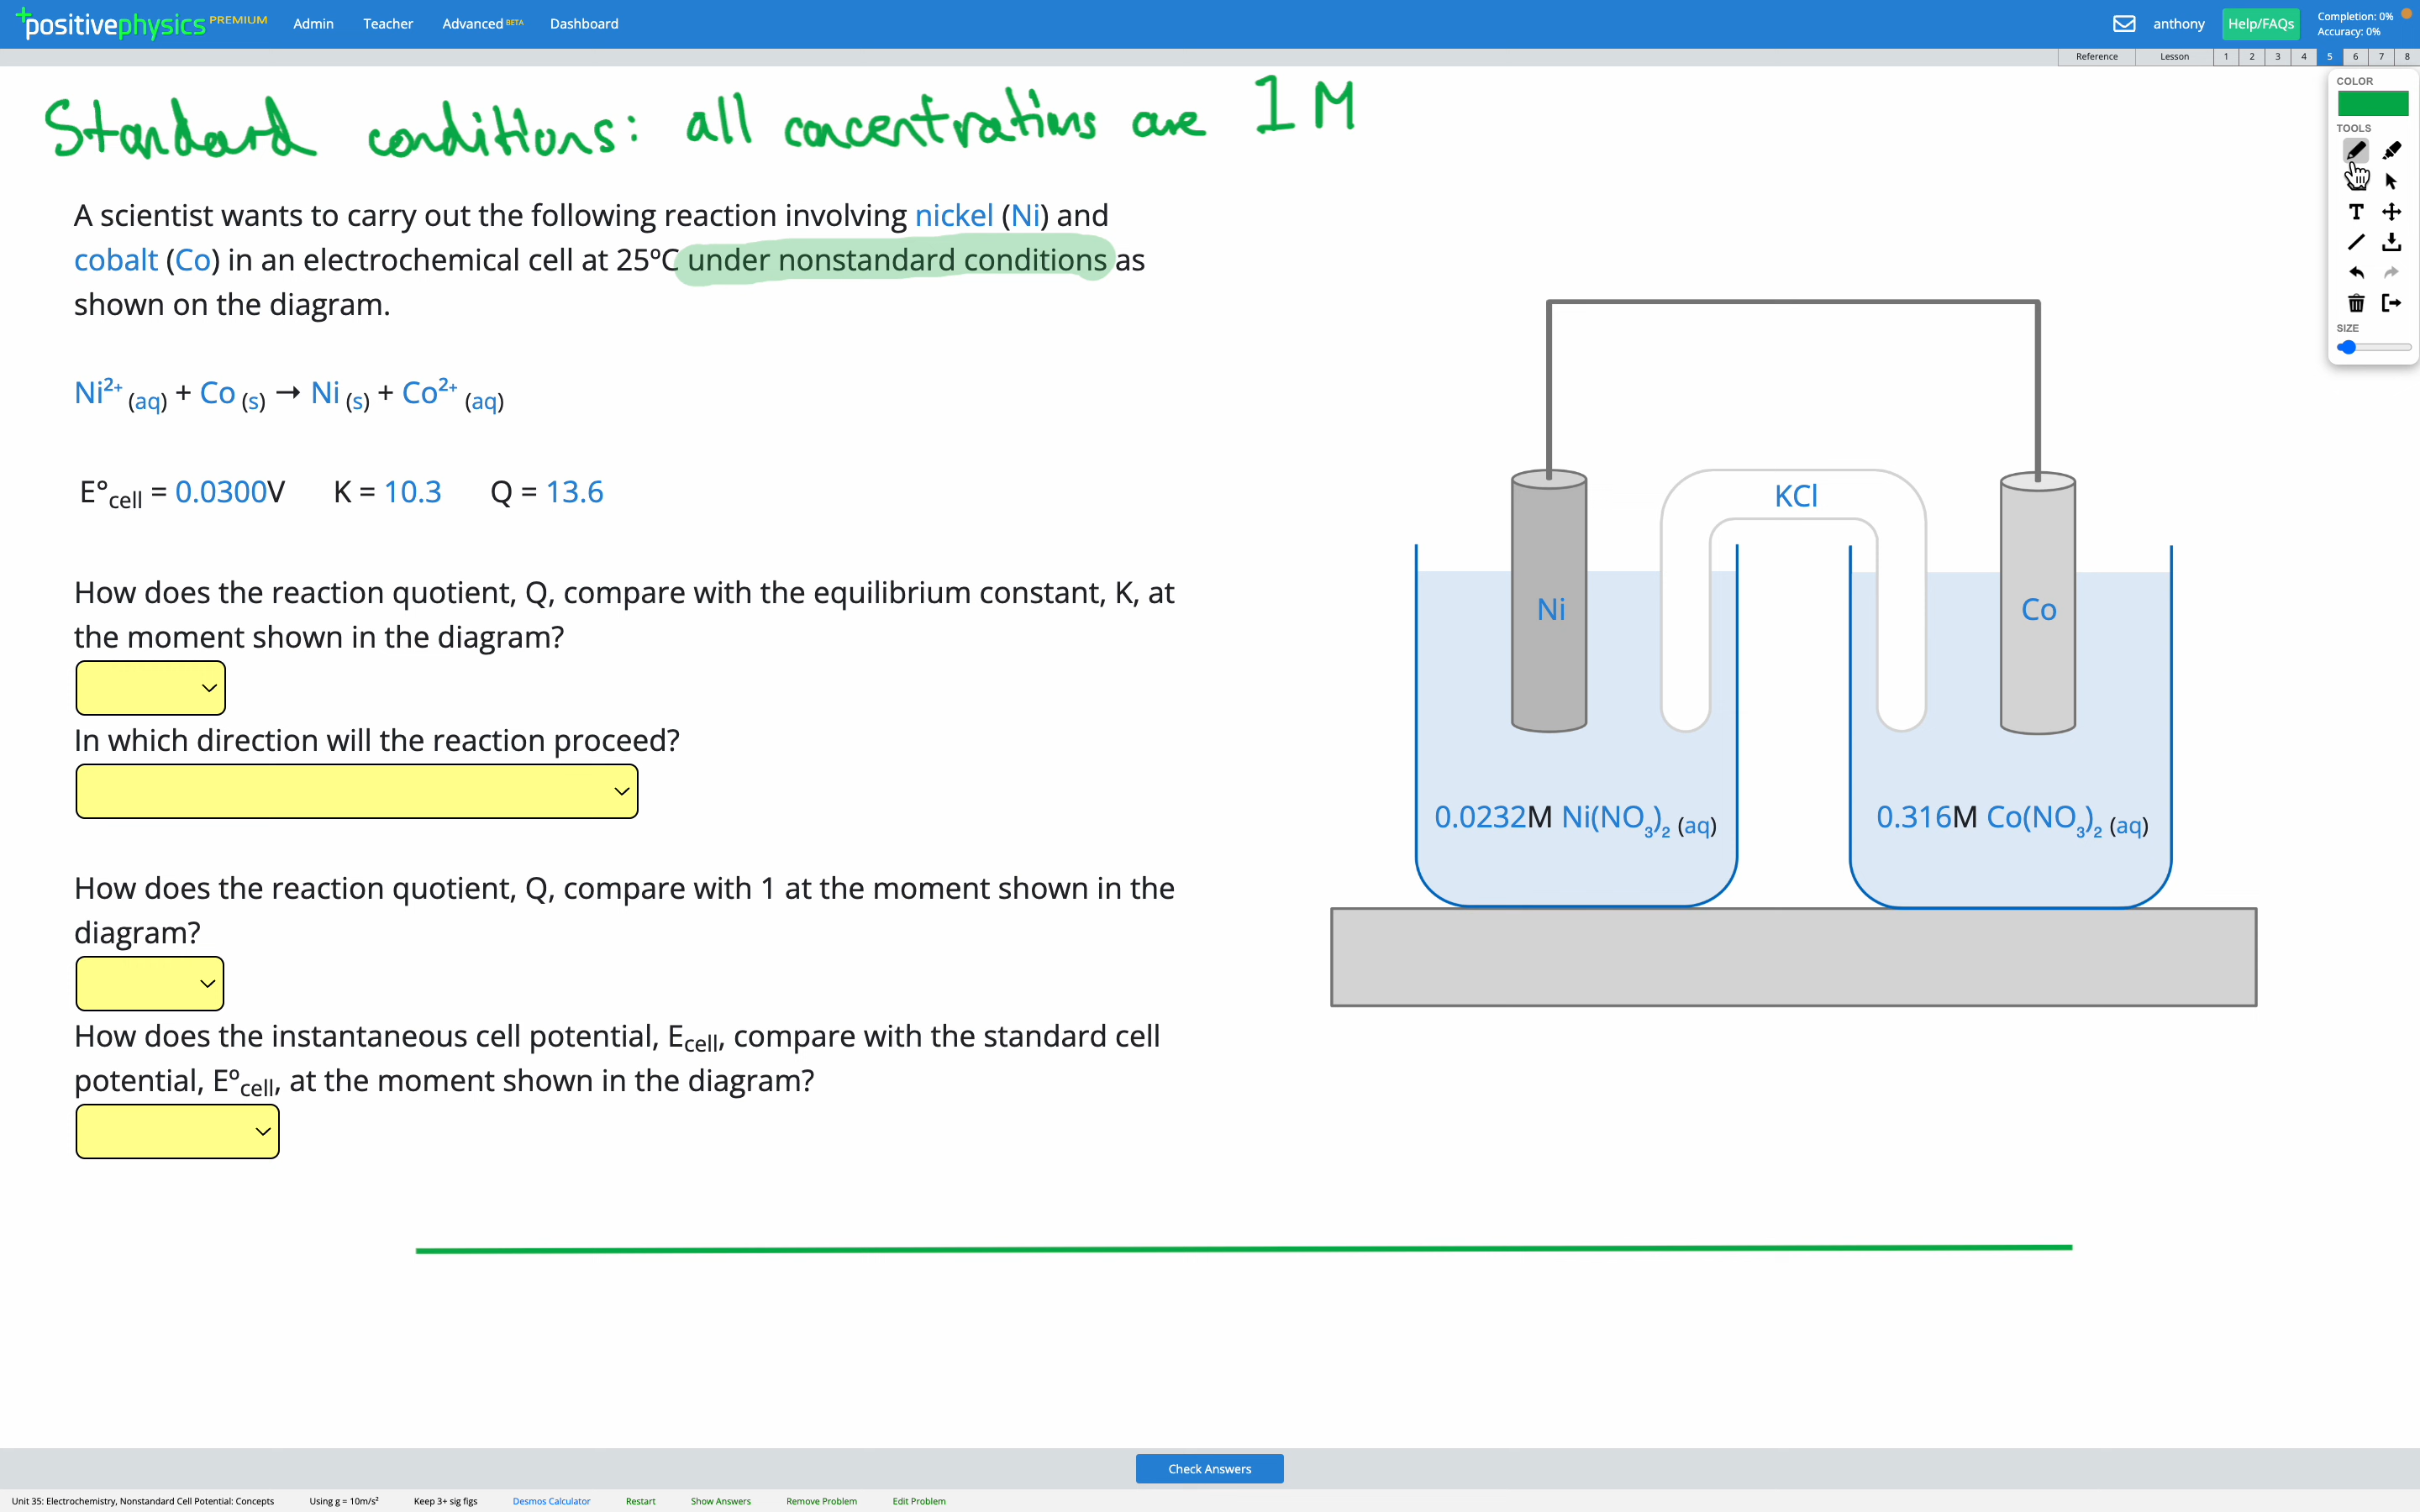 +positivephysics PREMIUM Admin Teacher Advanced BETA Dashboard anthony Help/FAQs Completion: 0%
Accuracy: 0%
Reference Lesson 1 2 3 4 5 6 7 8
COLOR
TOOLS
T
SIZE
Standard conditions: all concentrations are 1 M
A scientist wants to carry out the following reaction involving nickel (Ni) and
cobalt (Co) in an electrochemical cell at 25ºC under nonstandard conditions as
shown on the diagram.
Ni²⁺ (aq) + Co (s) → Ni (s) + Co²⁺ (aq)
E°cell = 0.0300V K = 10.3 Q = 13.6
How does the reaction quotient, Q, compare with the equilibrium constant, K, at
the moment shown in the diagram?
In which direction will the reaction proceed?
How does the reaction quotient, Q, compare with 1 at the moment shown in the
diagram?
How does the instantaneous cell potential, Ecell, compare with the standard cell
potential, Eºcell, at the moment shown in the diagram?
KCl
Ni
Co
0.0232M Ni(NO₃)₂ (aq)
0.316M Co(NO₃)₂ (aq)
Check Answers
Unit 35: Electrochemistry, Nonstandard Cell Potential: Concepts Using g = 10m/s² Keep 3+ sig figs Desmos Calculator Restart Show Answers Remove Problem Edit Problem